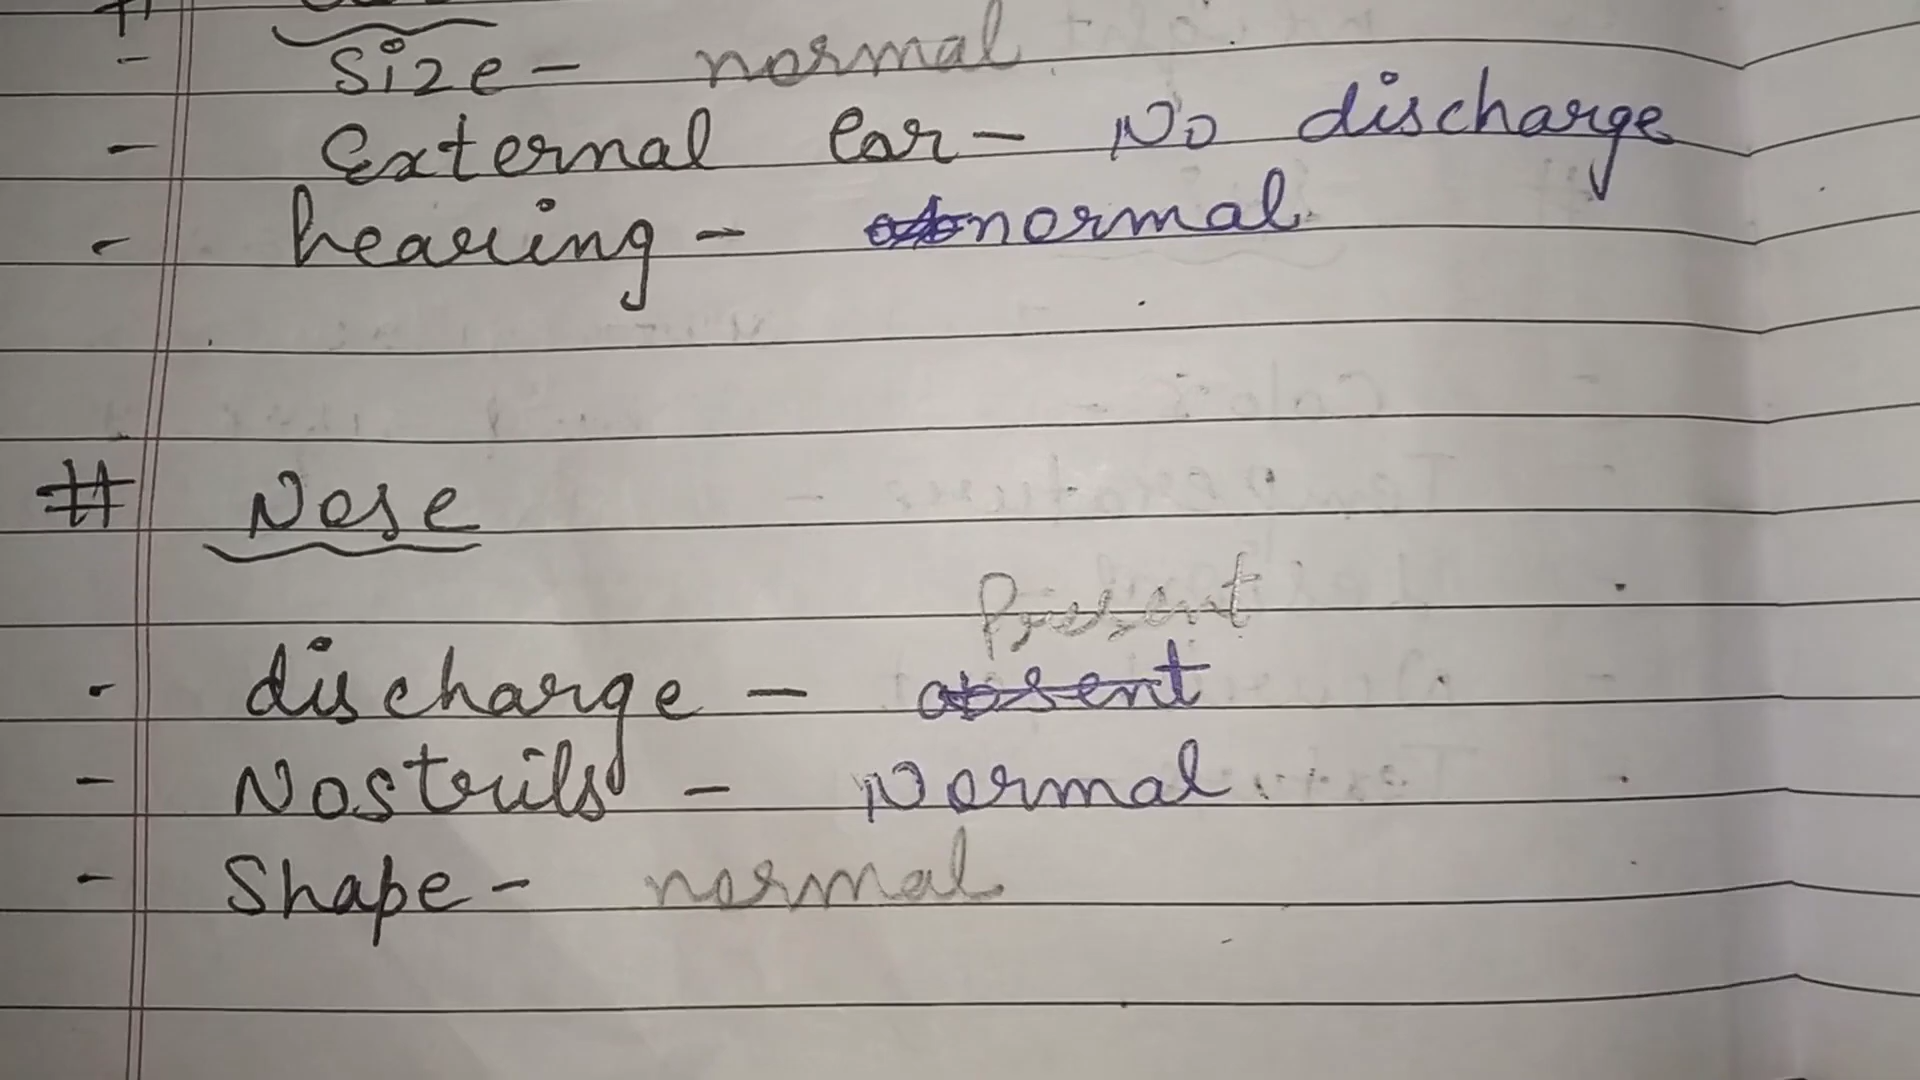 #
- Size - normal
- External Ear - No discharge
- hearing - normal
# Nose
Present
- discharge - absent
- Nostrils - Normal
- Shape - normal